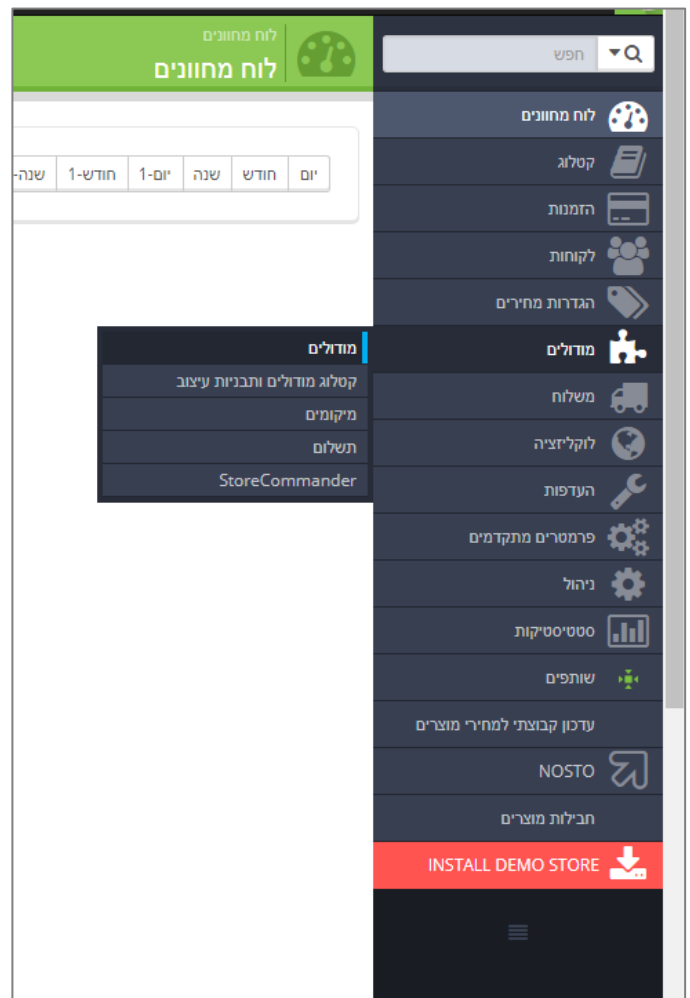 חפש
לוח מחוונים
לוח מחוונים
יום חודש שנה יום-1 חודש-1 שנה-
לוח מחוונים
קטלוג
הזמנות
לקוחות
הגדרות מחירים
מודולים
מודולים
קטלוג מודולים ותבניות עיצוב
מיקומים
תשלום
StoreCommander
משלוח
לוקליזציה
העדפות
פרמטרים מתקדמים
ניהול
סטטיסטיקות
שותפים
עדכון קבוצתי למחירי מוצרים
NOSTO
חבילות מוצרים
INSTALL DEMO STORE